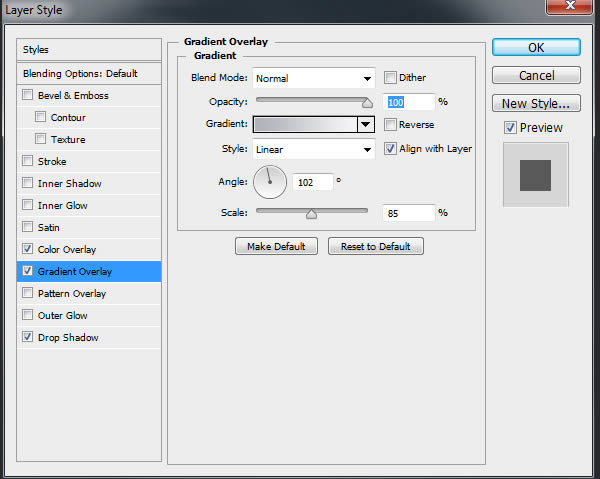 Layer Style
Styles
Blending Options: Default
Bevel & Emboss
Contour
Texture
Stroke
Inner Shadow
Inner Glow
Satin
Color Overlay
Gradient Overlay
Pattern Overlay
Outer Glow
Drop Shadow
Gradient Overlay
Gradient
Blend Mode: Normal Dither
Opacity: 100 %
Gradient: Reverse
Style: Linear Align with Layer
Angle: 102 °
Scale: 85 %
Make Default Reset to Default
OK
Cancel
New Style...
Preview